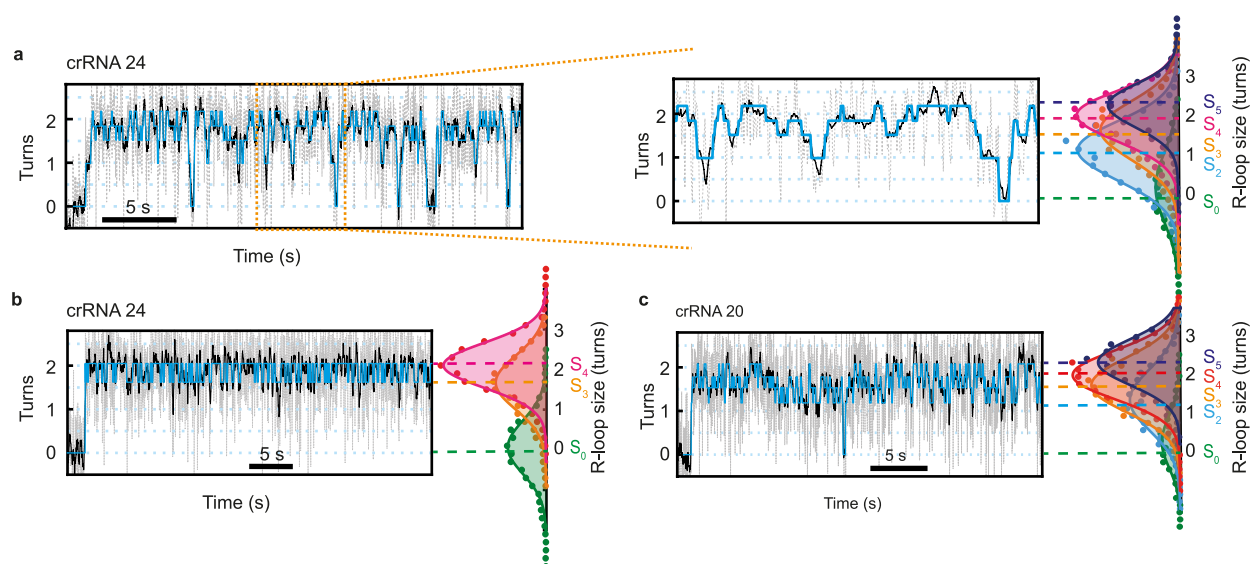 a
crRNA 24
Turns
2
1
0
5 s
Time (s)
Turns
2
1
0
3
2
1
0
S5
S4
S3
S2
S0
R-loop size (turns)
b
crRNA 24
Turns
2
1
0
5 s
Time (s)
3
2
1
0
S4
S3
S0
R-loop size (turns)
c
crRNA 20
Turns
2
1
0
5 s
Time (s)
3
2
1
0
S5
S4
S3
S2
S0
R-loop size (turns)